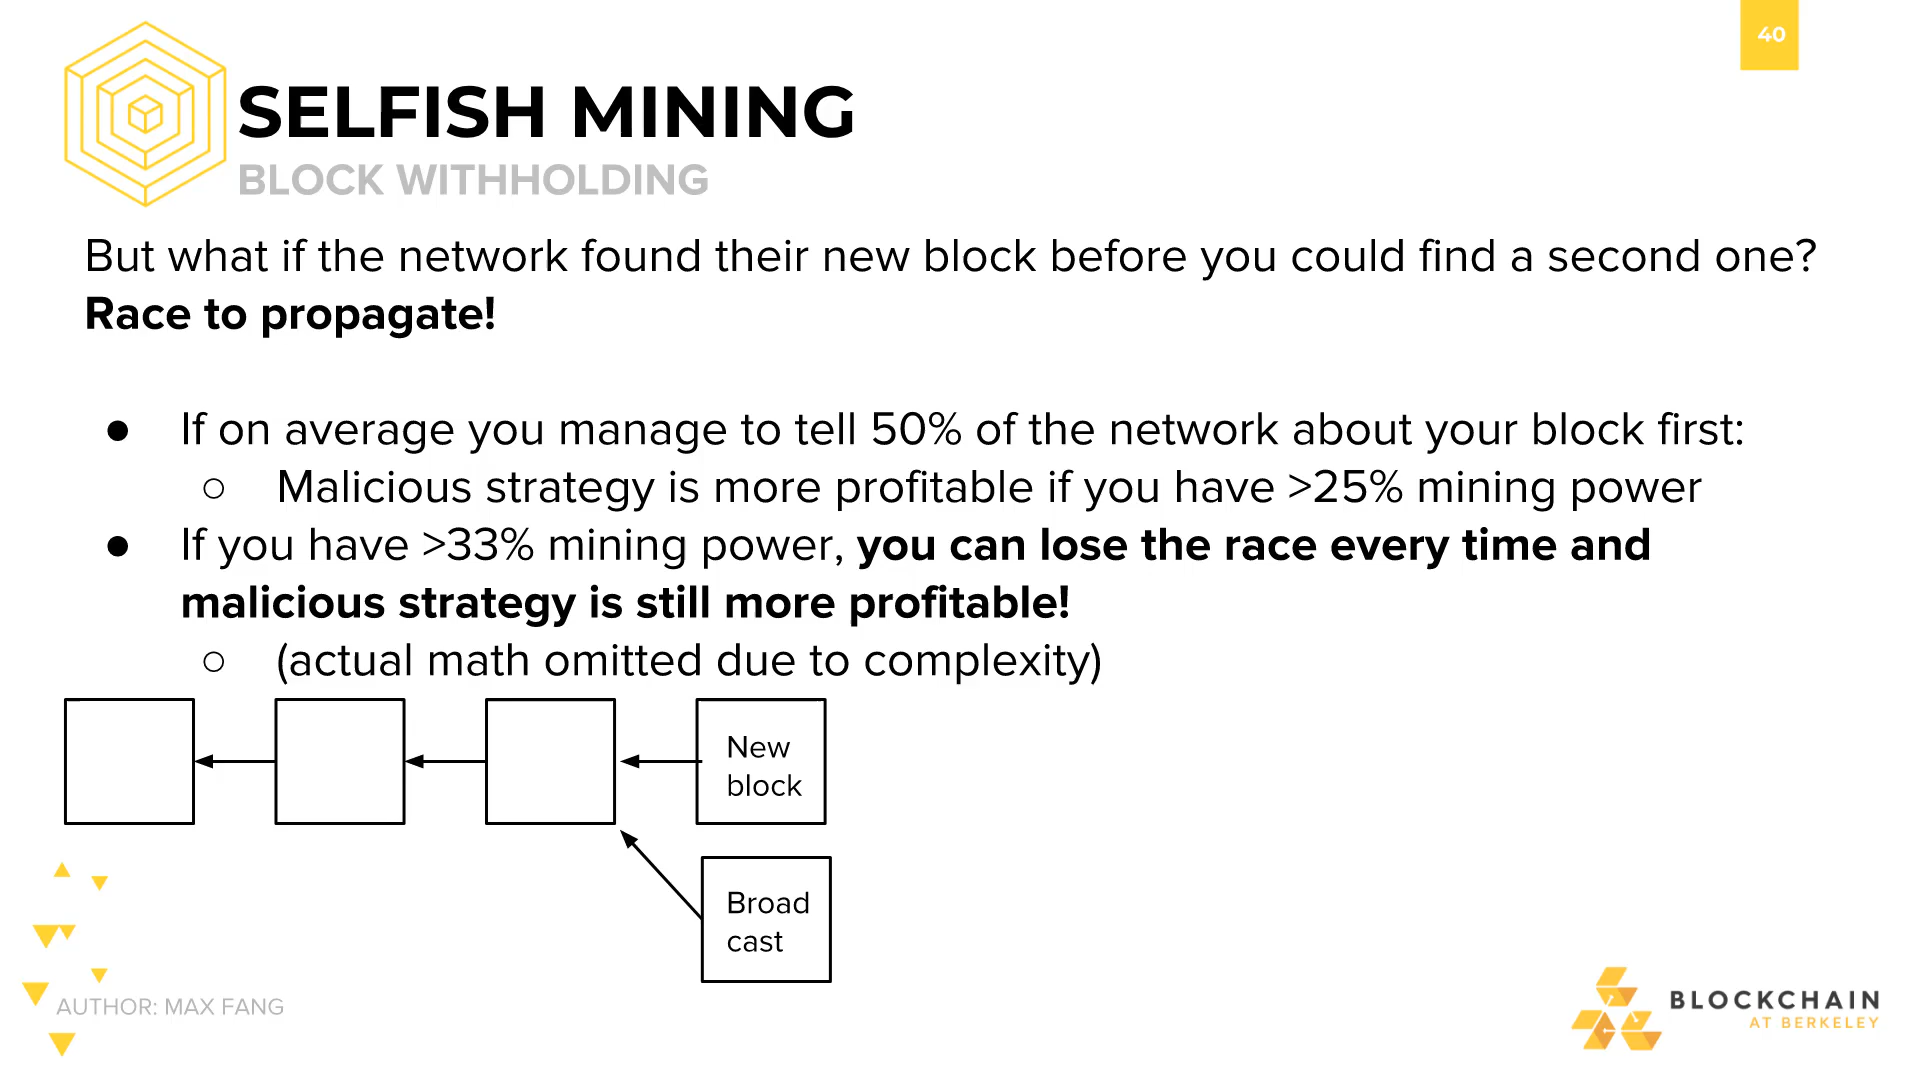 40
SELFISH MINING
BLOCK WITHHOLDING
But what if the network found their new block before you could find a second one?
Race to propagate!
● If on average you manage to tell 50% of the network about your block first:
○ Malicious strategy is more profitable if you have >25% mining power
● If you have >33% mining power, you can lose the race every time and
malicious strategy is still more profitable!
○ (actual math omitted due to complexity)
New
block
Broad
cast
AUTHOR: MAX FANG
BLOCKCHAIN
AT BERKELEY